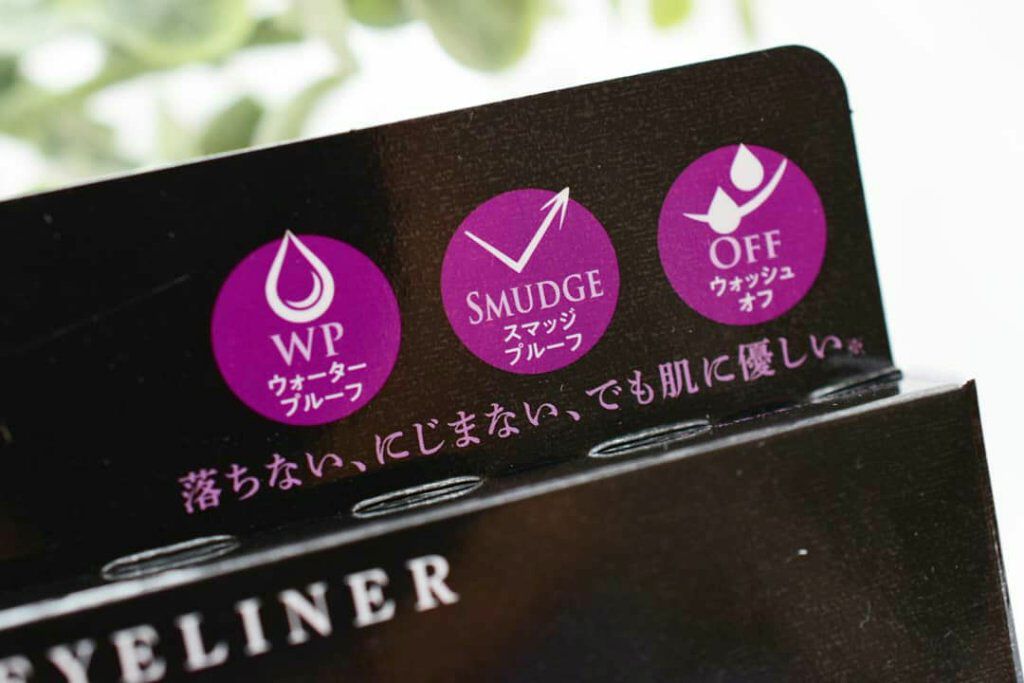 WP
ウォーター
プルーフ
SMUDGE
スマッジ
プルーフ
OFF
ウォッシュ
オフ
落ちない、にじまない、でも肌に優しい※
EYELINER